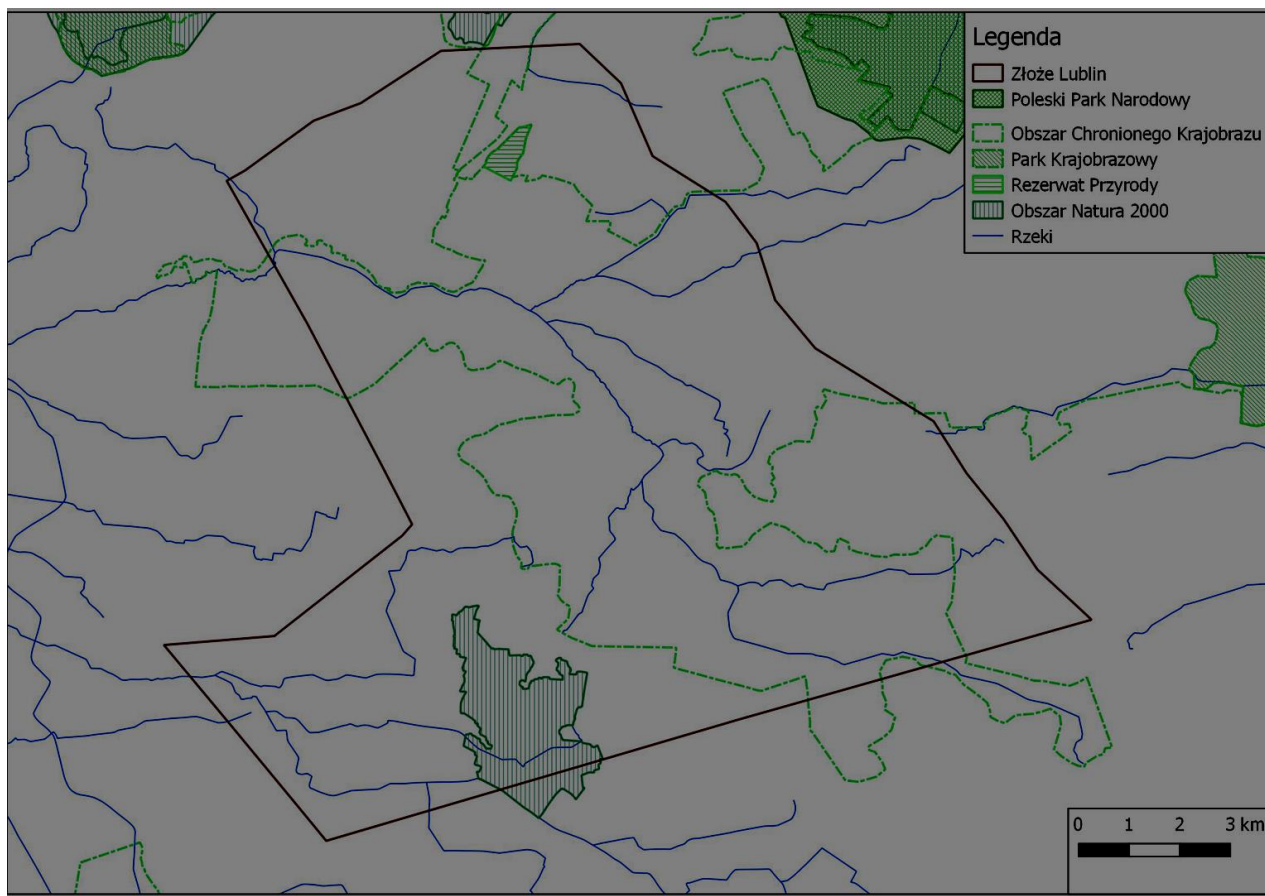 Legenda
Złoże Lublin
Poleski Park Narodowy
Obszar Chronionego Krajobrazu
Park Krajobrazowy
Rezerwat Przyrody
Obszar Natura 2000
Rzeki
0 1 2 3 km